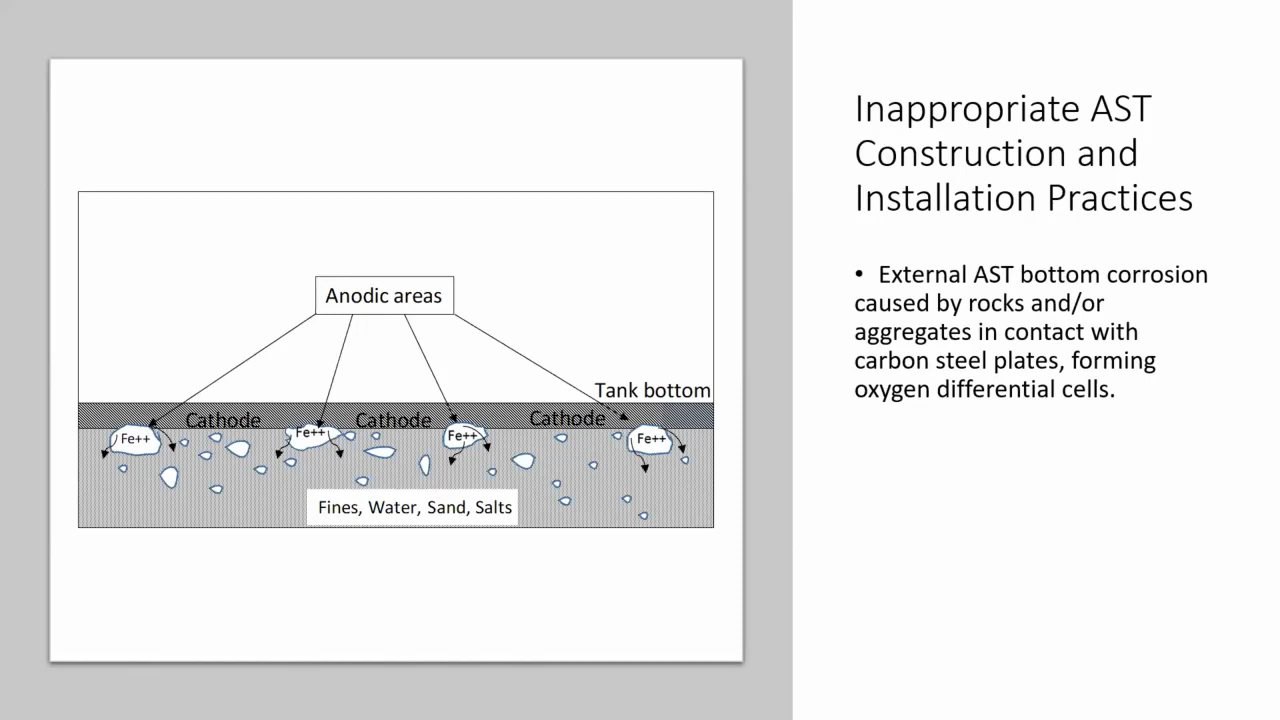 Anodic areas
Tank bottom
Cathode
Cathode
Cathode
Fe++
Fe++
Fe++
Fe++
Fines, Water, Sand, Salts
Inappropriate AST
Construction and
Installation Practices
• External AST bottom corrosion
caused by rocks and/or
aggregates in contact with
carbon steel plates, forming
oxygen differential cells.